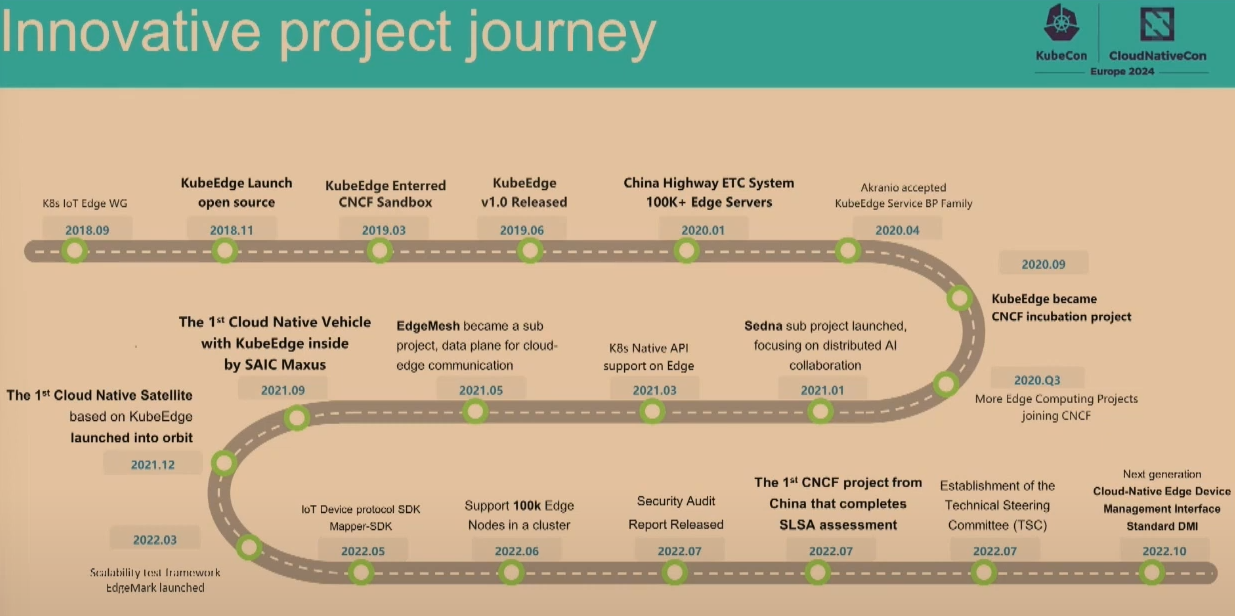 Innovative project journey
KubeCon
CloudNativeCon
Europe 2024
K8s IoT Edge WG
2018.09
KubeEdge Launch
open source
2018.11
KubeEdge Enterred
CNCF Sandbox
2019.03
KubeEdge
v1.0 Released
2019.06
China Highway ETC System
100K+ Edge Servers
2020.01
Akranio accepted
KubeEdge Service BP Family
2020.04
2020.09
KubeEdge became
CNCF incubation project
2020.Q3
More Edge Computing Projects
joining CNCF
Sedna sub project launched,
focusing on distributed AI
collaboration
2021.01
K8s Native API
support on Edge
2021.03
EdgeMesh became a sub
project, data plane for cloud-
edge communication
2021.05
The 1st Cloud Native Vehicle
with KubeEdge inside
by SAIC Maxus
2021.09
The 1st Cloud Native Satellite
based on KubeEdge
launched into orbit
2021.12
2022.03
Scalability test framework
EdgeMark launched
IoT Device protocol SDK
Mapper-SDK
2022.05
Support 100k Edge
Nodes in a cluster
2022.06
Security Audit
Report Released
2022.07
The 1st CNCF project from
China that completes
SLSA assessment
2022.07
Establishment of the
Technical Steering
Committee (TSC)
2022.07
Next generation
Cloud-Native Edge Device
Management Interface
Standard DMI
2022.10